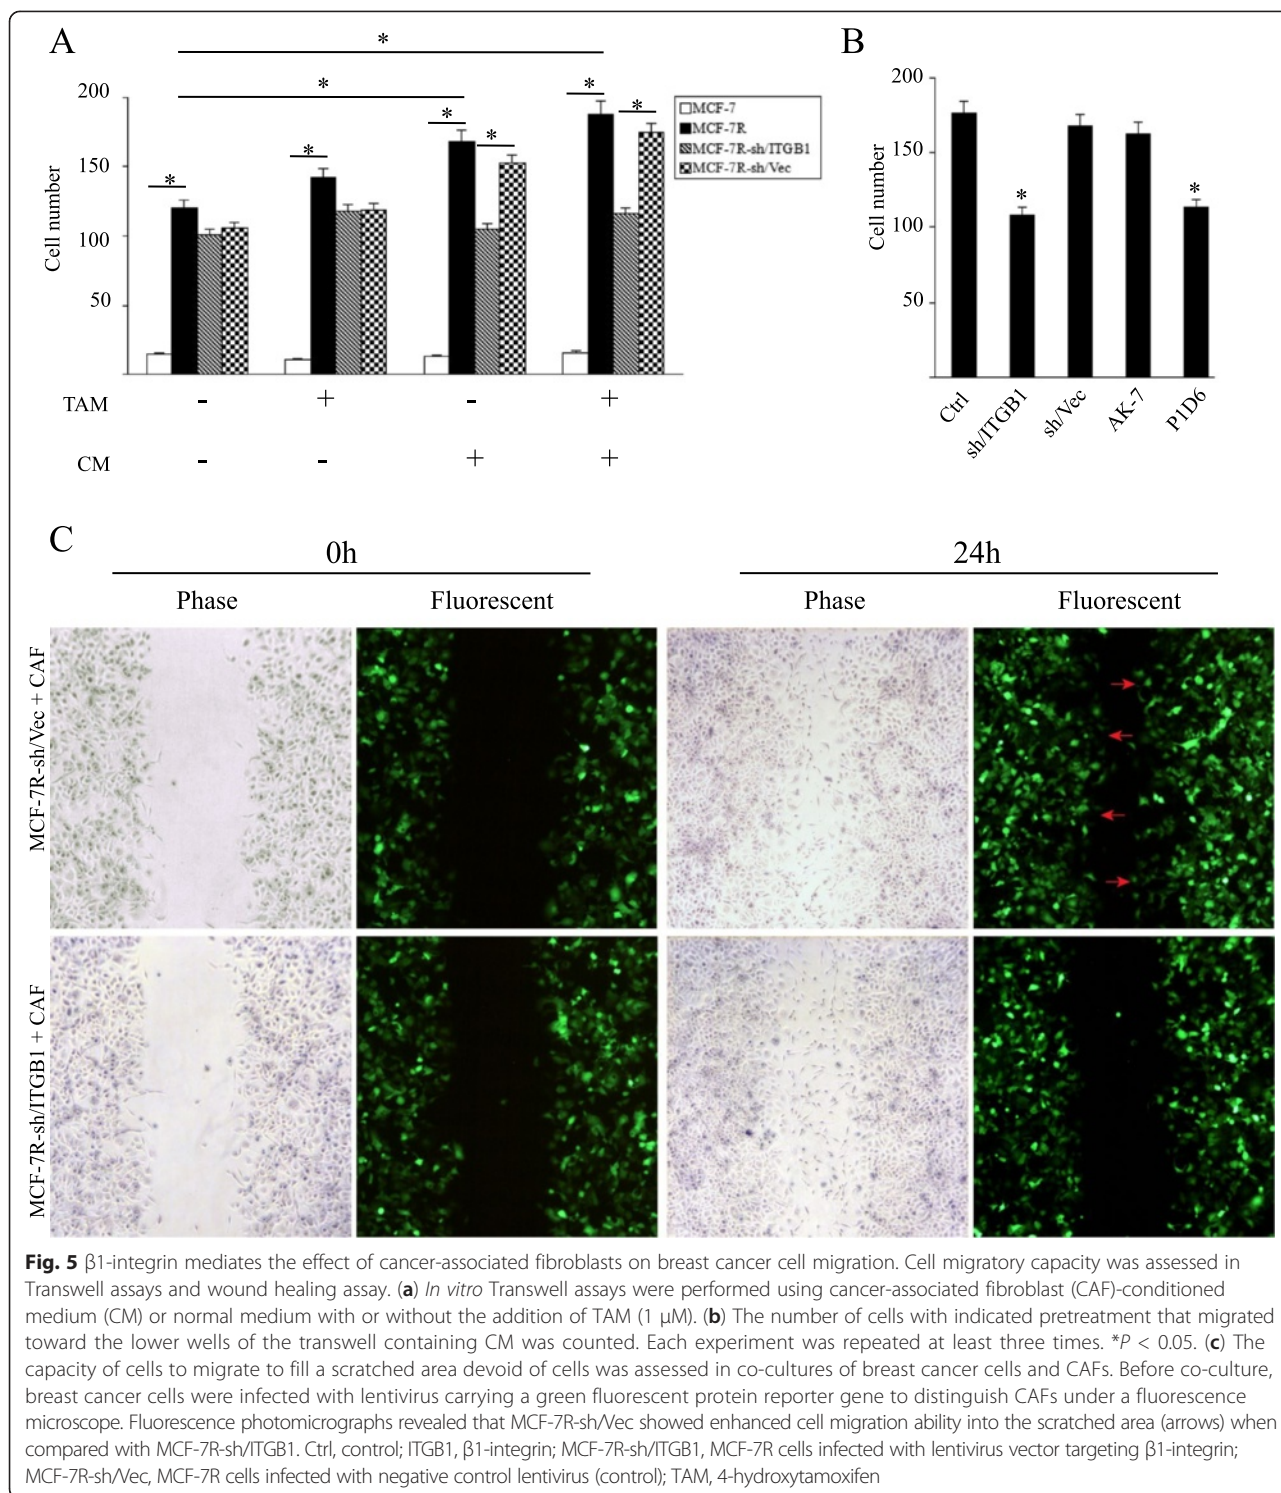 A
B
*
*
*
*
*
*
*
*
*
200
150
100
50
Cell number
MCF-7
MCF-7R
MCF-7R-sh/ITGB1
MCF-7R-sh/Vec
TAM - + - +
CM - - + +
200
150
100
50
Cell number
*
*
Ctrl
sh/ITGB1
sh/Vec
AK-7
P1D6
C
0h 24h
Phase Fluorescent Phase Fluorescent
MCF-7R-sh/Vec + CAF
MCF-7R-sh/ITGB1 + CAF
Fig. 5 β1-integrin mediates the effect of cancer-associated fibroblasts on breast cancer cell migration. Cell migratory capacity was assessed in
Transwell assays and wound healing assay. (a) In vitro Transwell assays were performed using cancer-associated fibroblast (CAF)-conditioned
medium (CM) or normal medium with or without the addition of TAM (1 μM). (b) The number of cells with indicated pretreatment that migrated
toward the lower wells of the transwell containing CM was counted. Each experiment was repeated at least three times. *P < 0.05. (c) The
capacity of cells to migrate to fill a scratched area devoid of cells was assessed in co-cultures of breast cancer cells and CAFs. Before co-culture,
breast cancer cells were infected with lentivirus carrying a green fluorescent protein reporter gene to distinguish CAFs under a fluorescence
microscope. Fluorescence photomicrographs revealed that MCF-7R-sh/Vec showed enhanced cell migration ability into the scratched area (arrows) when
compared with MCF-7R-sh/ITGB1. Ctrl, control; ITGB1, β1-integrin; MCF-7R-sh/ITGB1, MCF-7R cells infected with lentivirus vector targeting β1-integrin;
MCF-7R-sh/Vec, MCF-7R cells infected with negative control lentivirus (control); TAM, 4-hydroxytamoxifen